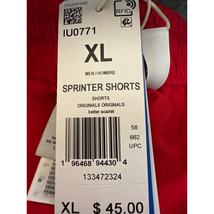 RFID
IU0771
XL
MEN / HOMBRE
SPRINTER SHORTS
SHORTS
ORIGINALS ORIGINALS
better scarlet
58
662
UPC
1 96468 94430 4
133472324
XL $ 45.00